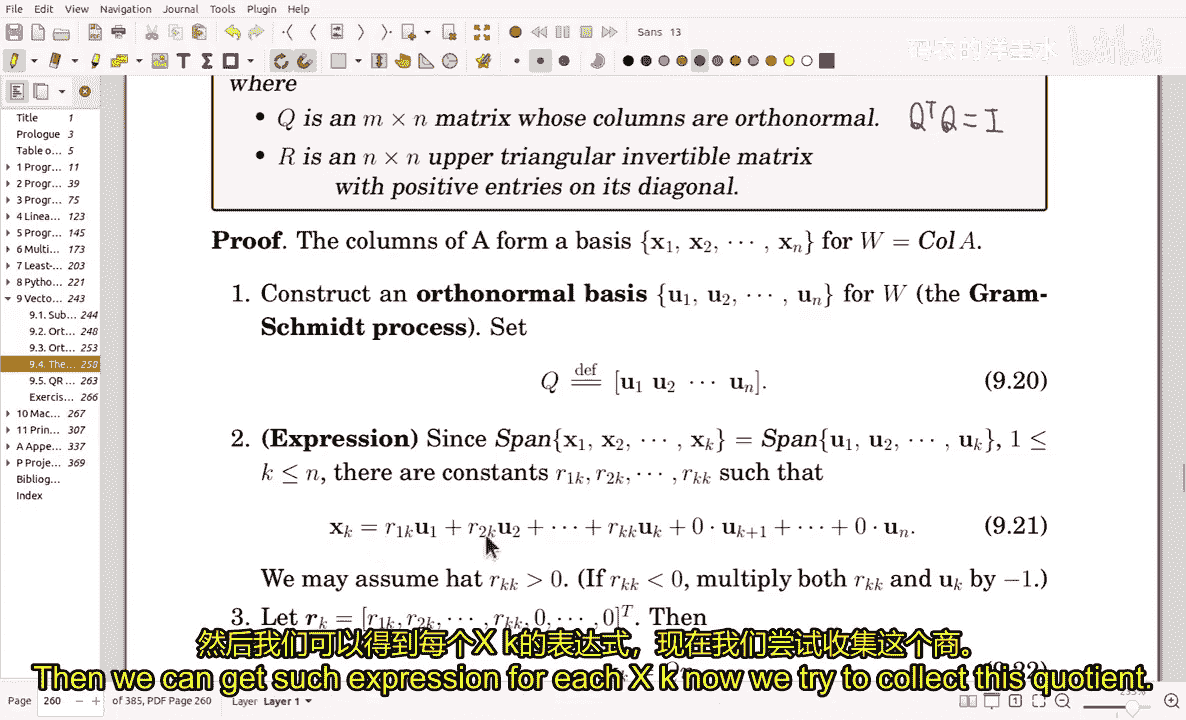 File Edit View Navigation Journal Tools Plugin Help
Sans 13
where
• Q is an m × n matrix whose columns are orthonormal. QᵀQ = I
• R is an n × n upper triangular invertible matrix
with positive entries on its diagonal.
Proof. The columns of A form a basis {x₁, x₂, ⋯ , xₙ} for W = Col A.
1. Construct an orthonormal basis {u₁, u₂, ⋯ , uₙ} for W (the Gram-
Schmidt process). Set
Q def= [u₁ u₂ ⋯ uₙ]. (9.20)
2. (Expression) Since Span{x₁, x₂, ⋯ , xₖ} = Span{u₁, u₂, ⋯ , uₖ}, 1 ≤
k ≤ n, there are constants r₁ₖ, r₂ₖ, ⋯ , rₖₖ such that
xₖ = r₁ₖu₁ + r₂ₖu₂ + ⋯ + rₖₖuₖ + 0 · uₖ₊₁ + ⋯ + 0 · uₙ. (9.21)
We may assume hat rₖₖ > 0. (If rₖₖ < 0, multiply both rₖₖ and uₖ by −1.)
3. Let rₖ = [r₁ₖ, r₂ₖ, ⋯ , rₖₖ, 0, ⋯ , 0]ᵀ. Then
Title 1
Prologue 3
Table o... 5
1 Progr... 11
2 Progr... 39
3 Progr... 75
4 Linea... 123
5 Progr... 145
6 Multi... 173
7 Least-... 203
8 Pytho... 221
9 Vecto... 243
9.1. Sub... 244
9.2. Ort... 248
9.3. Ort... 253
9.4. The... 258
9.5. QR ... 263
Exercis... 266
10 Mac... 267
11 Prin... 307
A Appe... 337
P Proje... 369
Bibliog...
Index
然后我们可以得到每个X k的表达式，现在我们尝试收集这个商。
Then we can get such expression for each X k now we try to collect this quotient.
Page 260 of 385, PDF Page 260 Layer Layer 1